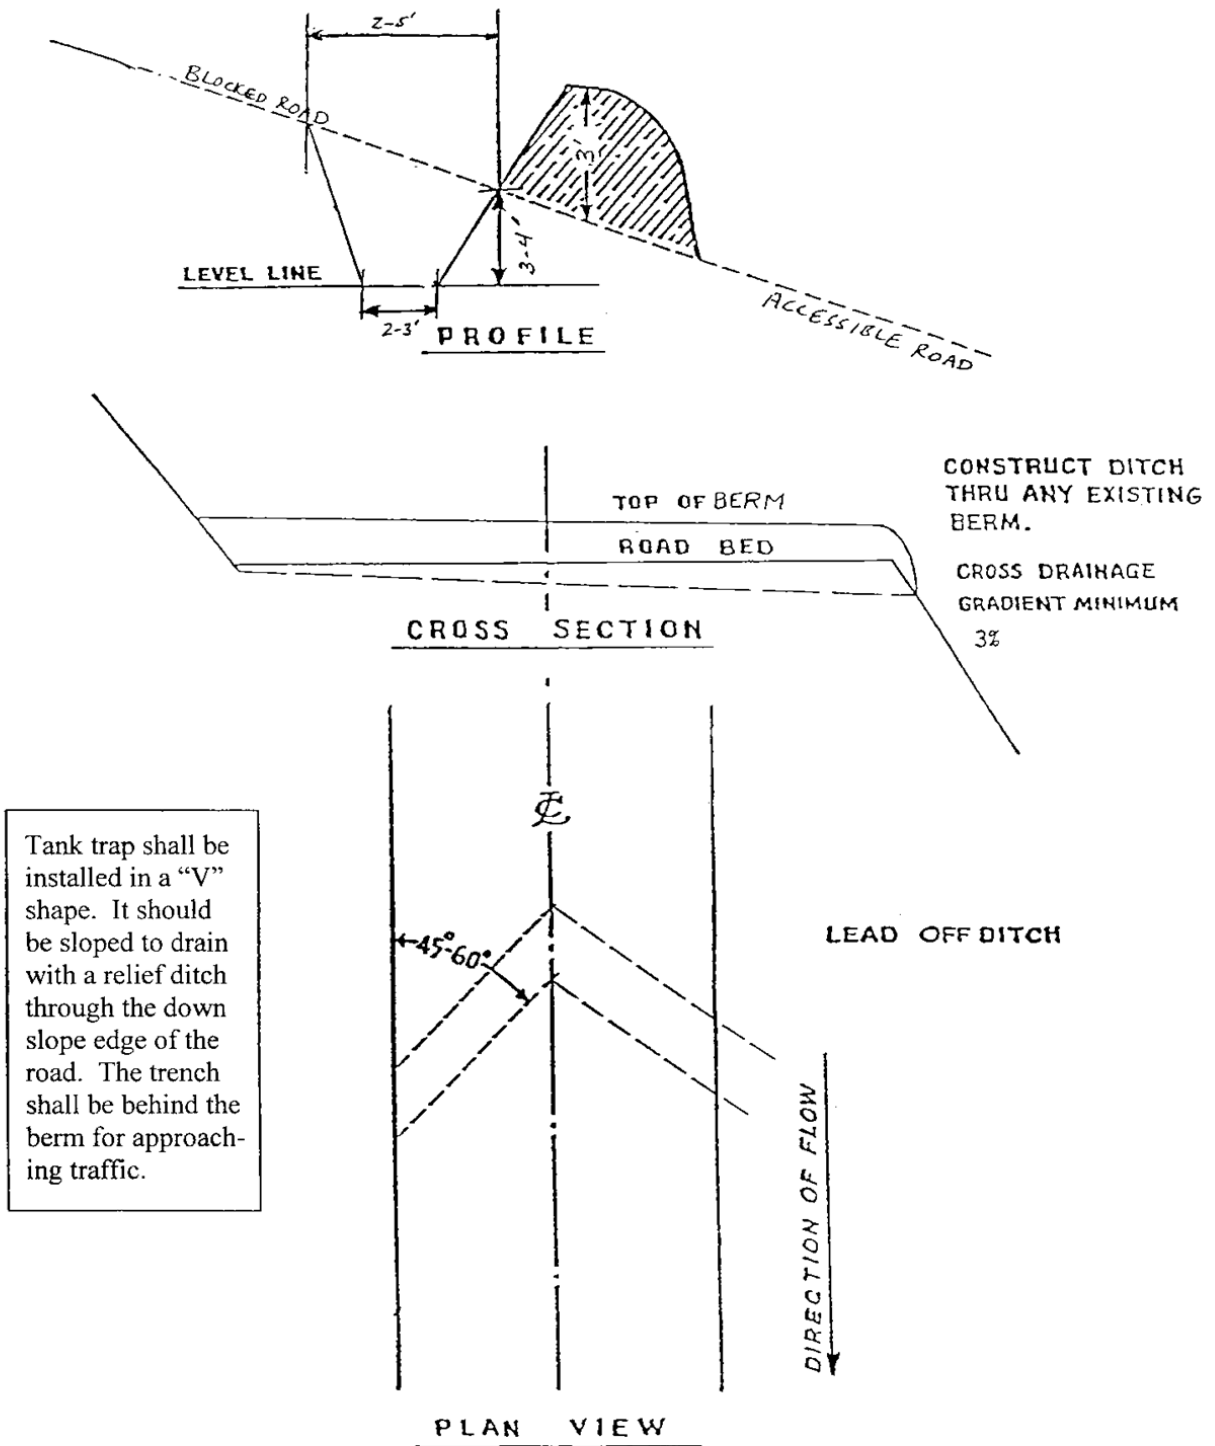 2-5'
BLOCKED ROAD
3'
3-4'
LEVEL LINE
2-3'
PROFILE
ACCESSIBLE ROAD
CONSTRUCT DITCH
THRU ANY EXISTING
BERM.
TOP OF BERM
ROAD BED
CROSS DRAINAGE
GRADIENT MINIMUM
3%
CROSS SECTION
℄
Tank trap shall be
installed in a “V”
shape. It should
be sloped to drain
with a relief ditch
through the down
slope edge of the
road. The trench
shall be behind the
berm for approach-
ing traffic.
45°-60°
LEAD OFF DITCH
DIRECTION OF FLOW
PLAN VIEW